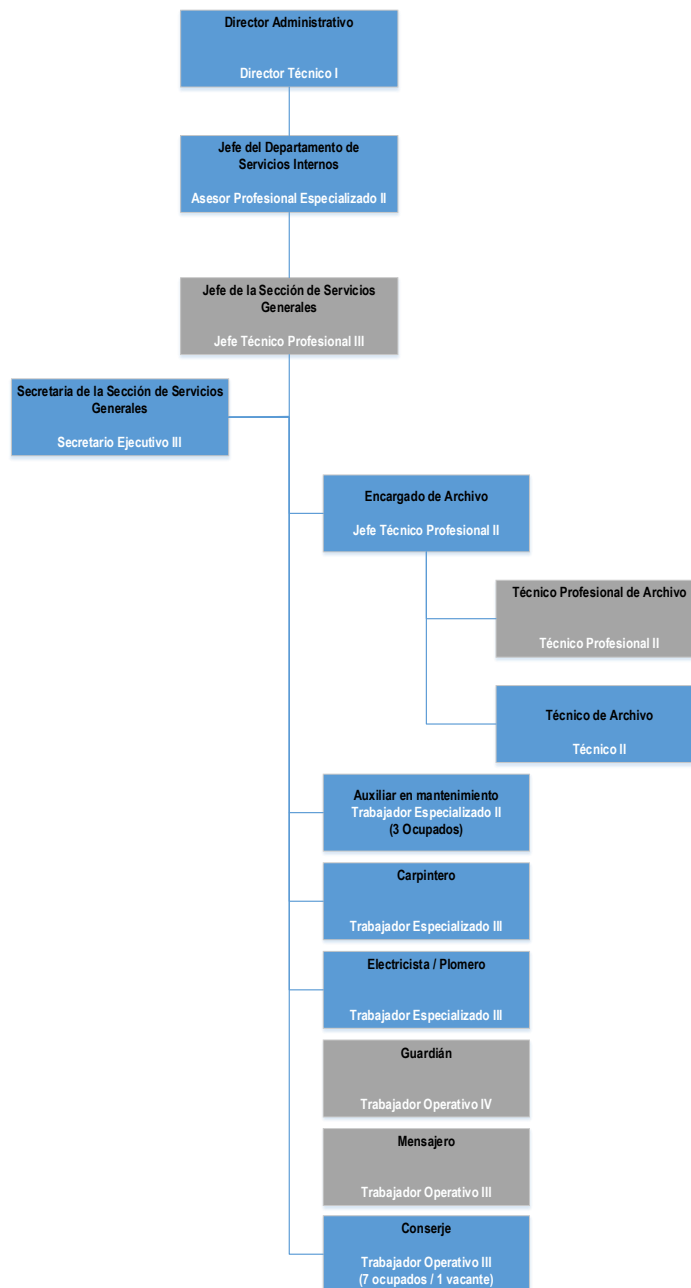 Director Administrativo
Director Técnico I
Jefe del Departamento de
Servicios Internos
Asesor Profesional Especializado II
Jefe de la Sección de Servicios
Generales
Jefe Técnico Profesional III
Secretaria de la Sección de Servicios
Generales
Secretario Ejecutivo III
Encargado de Archivo
Jefe Técnico Profesional II
Técnico Profesional de Archivo
Técnico Profesional II
Técnico de Archivo
Técnico II
Auxiliar en mantenimiento
Trabajador Especializado II
(3 Ocupados)
Carpintero
Trabajador Especializado III
Electricista / Plomero
Trabajador Especializado III
Guardián
Trabajador Operativo IV
Mensajero
Trabajador Operativo III
Conserje
Trabajador Operativo III
(7 ocupados / 1 vacante)